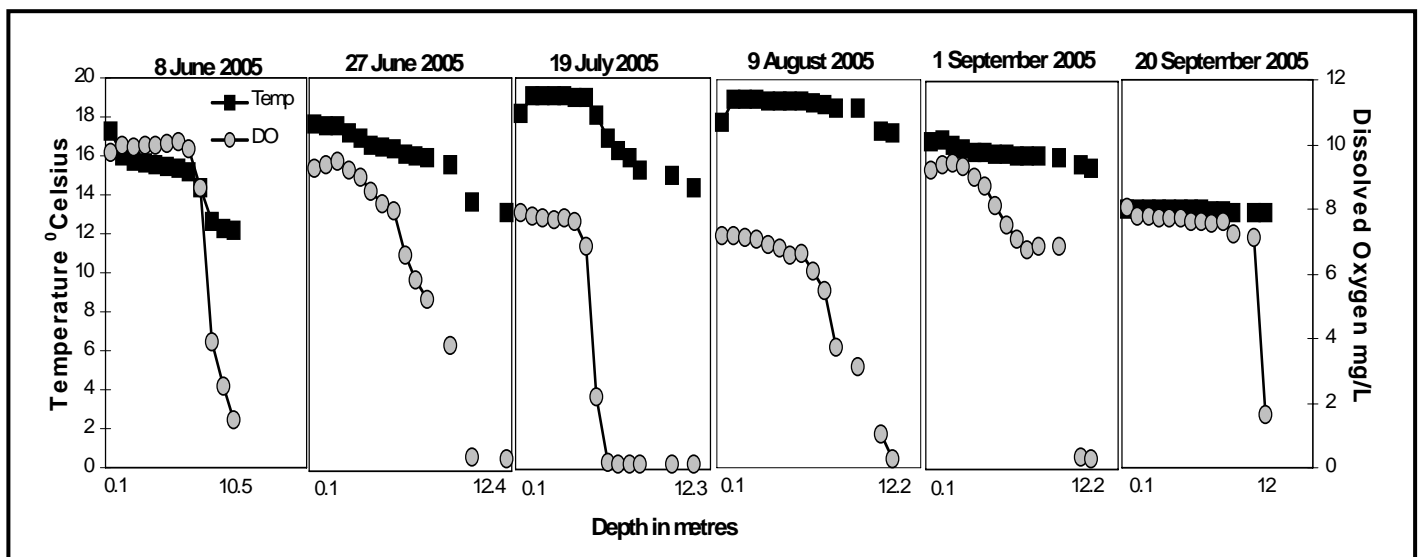 8 June 2005 27 June 2005 19 July 2005 9 August 2005 1 September 2005 20 September 2005
20
18
16
14
12
10
8
6
4
2
0
Temperature ⁰Celsius
Temp
DO
12
10
8
6
4
2
0
Dissolved Oxygen mg/L
0.1 10.5 0.1 12.4 0.1 12.3 0.1 12.2 0.1 12.2 0.1 12
Depth in metres